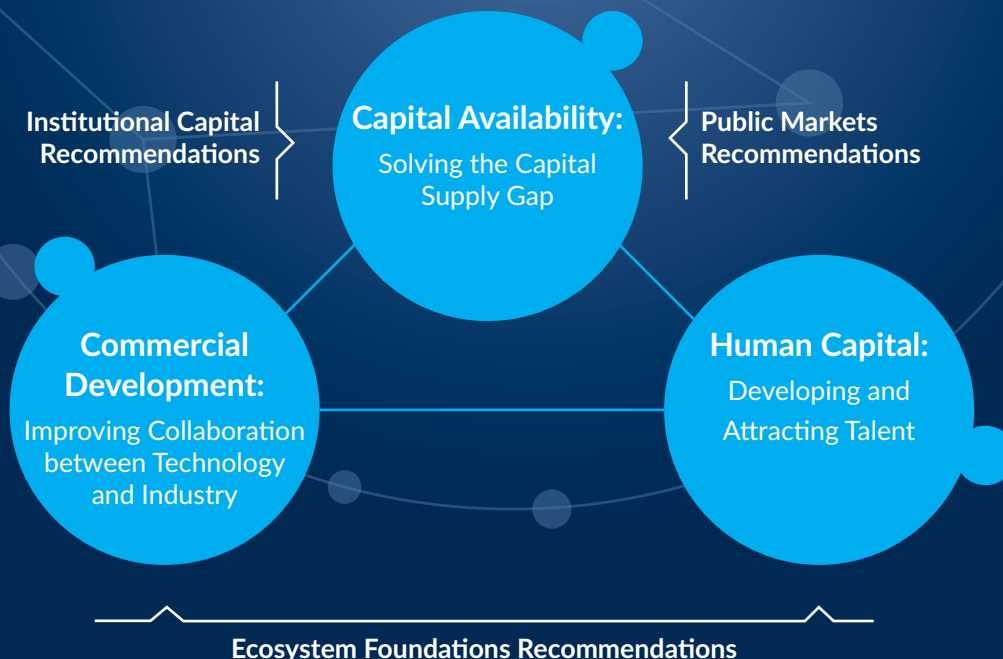 Institutional Capital
Recommendations
Capital Availability:
Solving the Capital
Supply Gap
Public Markets
Recommendations
Commercial
Development:
Improving Collaboration
between Technology
and Industry
Human Capital:
Developing and
Attracting Talent
Ecosystem Foundations Recommendations